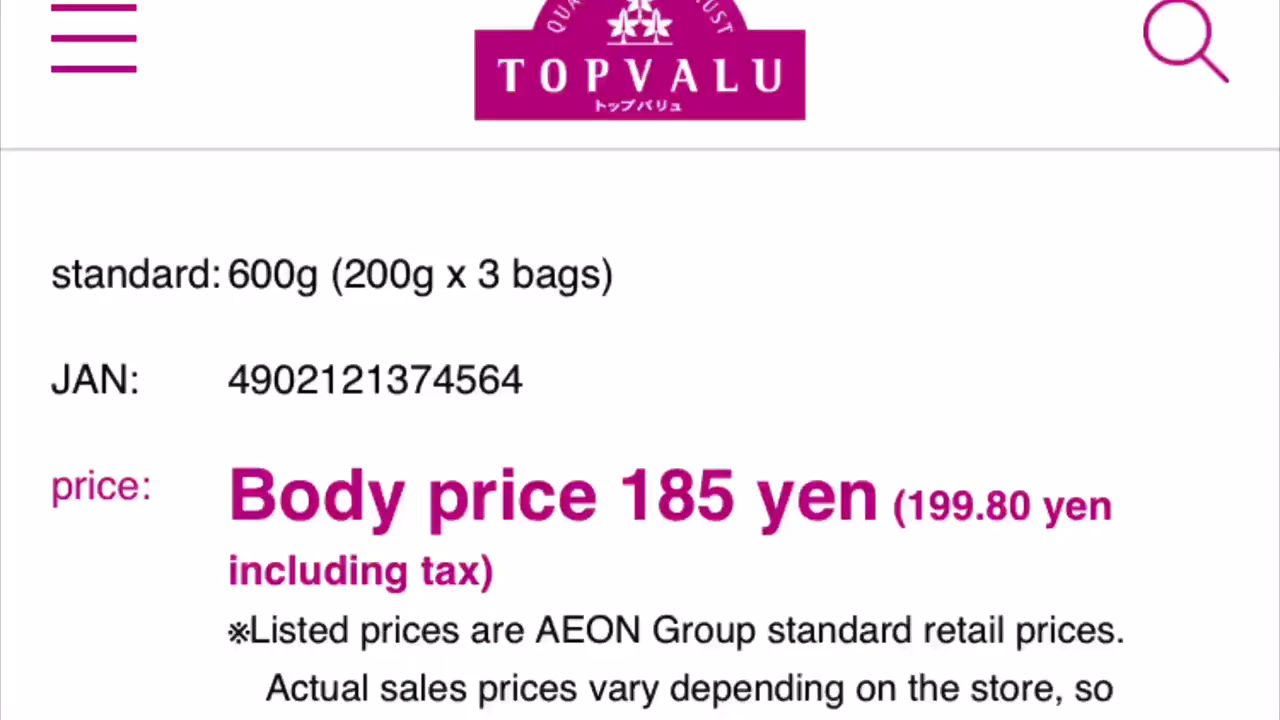 TOPVALU
トップバリュ
standard: 600g (200g x 3 bags)
JAN: 4902121374564
price: Body price 185 yen (199.80 yen
including tax)
※Listed prices are AEON Group standard retail prices.
Actual sales prices vary depending on the store, so